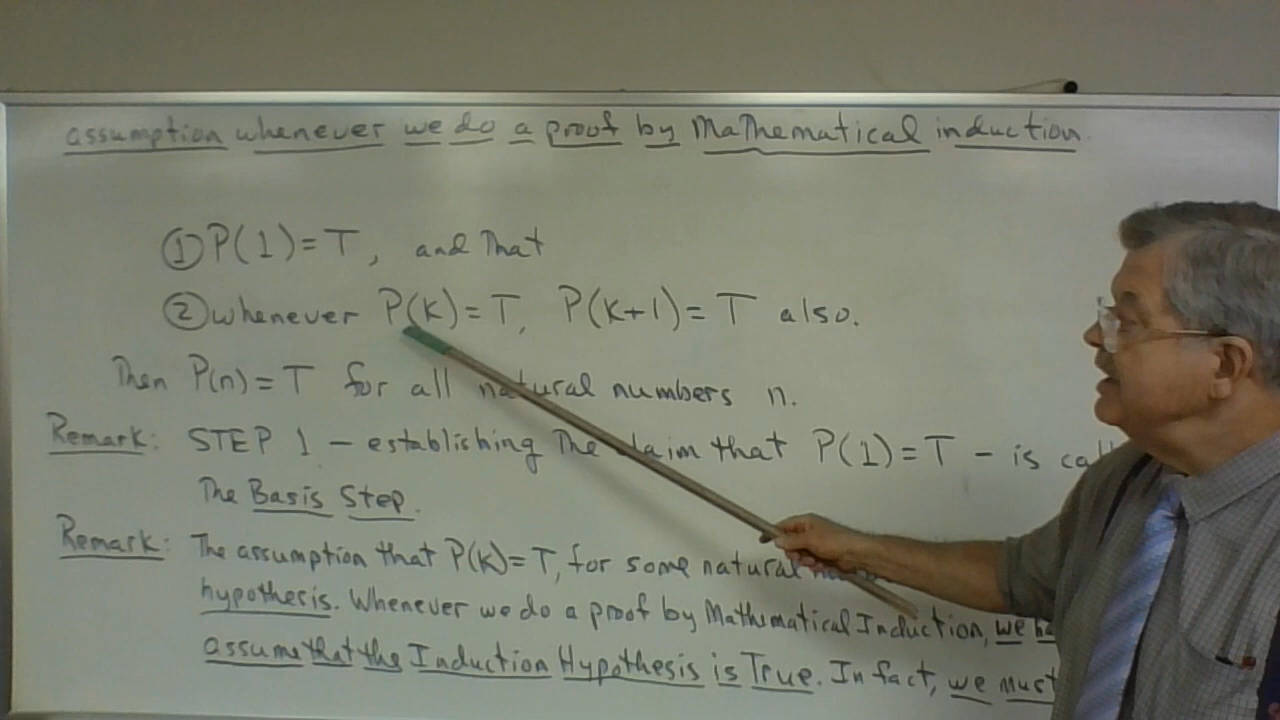 assumption whenever we do a proof by Mathematical induction.
① P(1)=T, and that
② whenever P(k)=T, P(k+1)=T also.
Then P(n)=T for all natural numbers n.
Remark: STEP 1 – establishing The claim that P(1)=T – is
The Basis Step.
Remark: The assumption that P(k)=T, for some natural
hypothesis. Whenever we do a proof by Mathematical Induction, we
assume that the Induction Hypothesis is True. In fact, we must